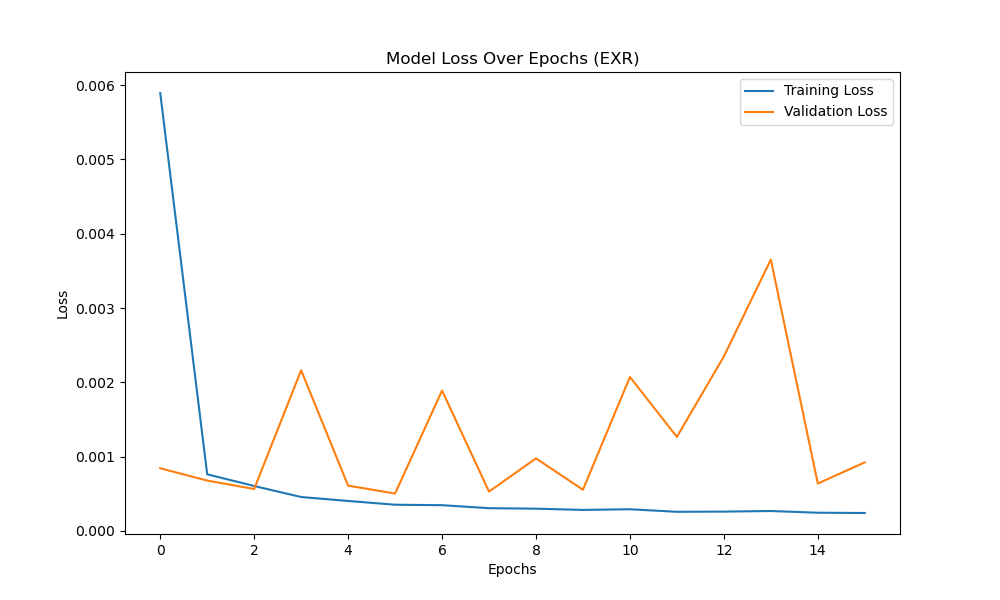 Model Loss Over Epochs (EXR)
Training Loss
Validation Loss
0.006
0.005
0.004
0.003
0.002
0.001
0.000
Loss
0 2 4 6 8 10 12 14
Epochs